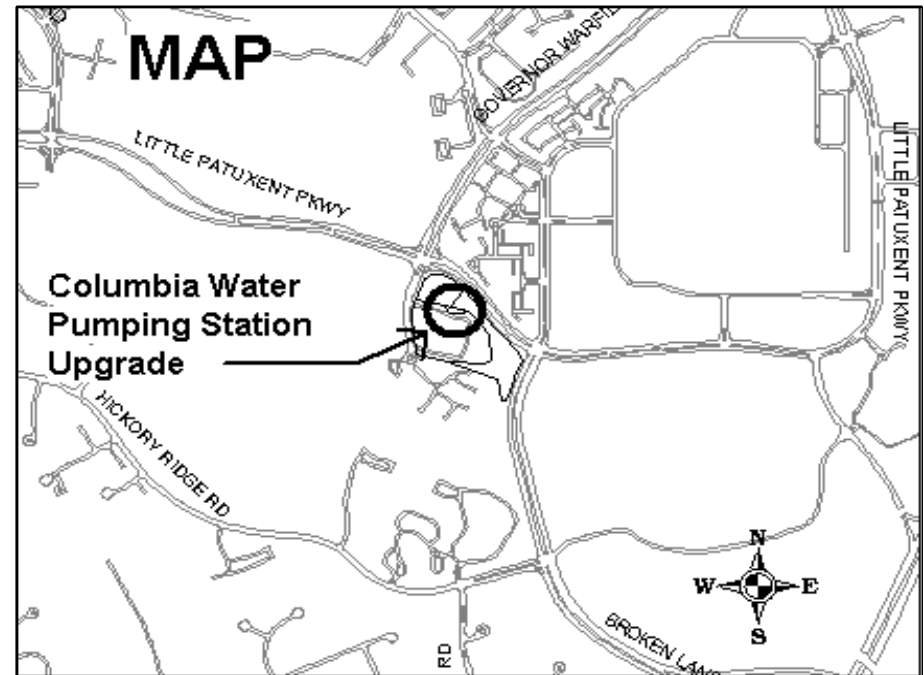 MAP
GOVERNOR WARFIE
LITTLE PATUXENT PKWY
LITTLE PATUXENT PKWY
Columbia Water
Pumping Station
Upgrade
HICKORY RIDGE RD
N
W E
S
BROKEN LAN
RD